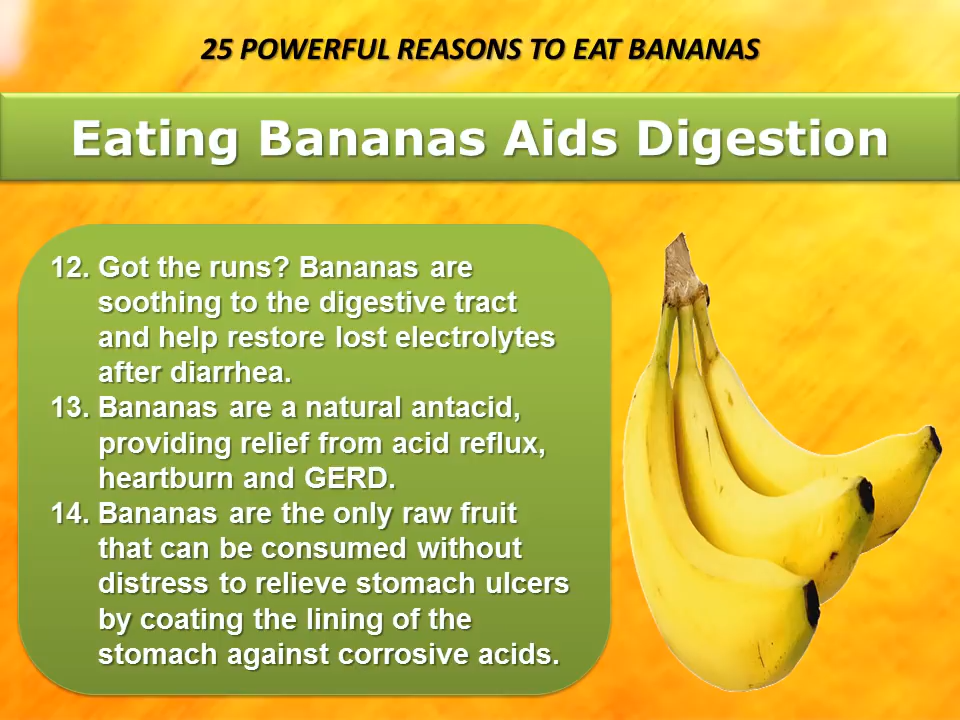 25 POWERFUL REASONS TO EAT BANANAS
Eating Bananas Aids Digestion
12. Got the runs? Bananas are
soothing to the digestive tract
and help restore lost electrolytes
after diarrhea.
13. Bananas are a natural antacid,
providing relief from acid reflux,
heartburn and GERD.
14. Bananas are the only raw fruit
that can be consumed without
distress to relieve stomach ulcers
by coating the lining of the
stomach against corrosive acids.